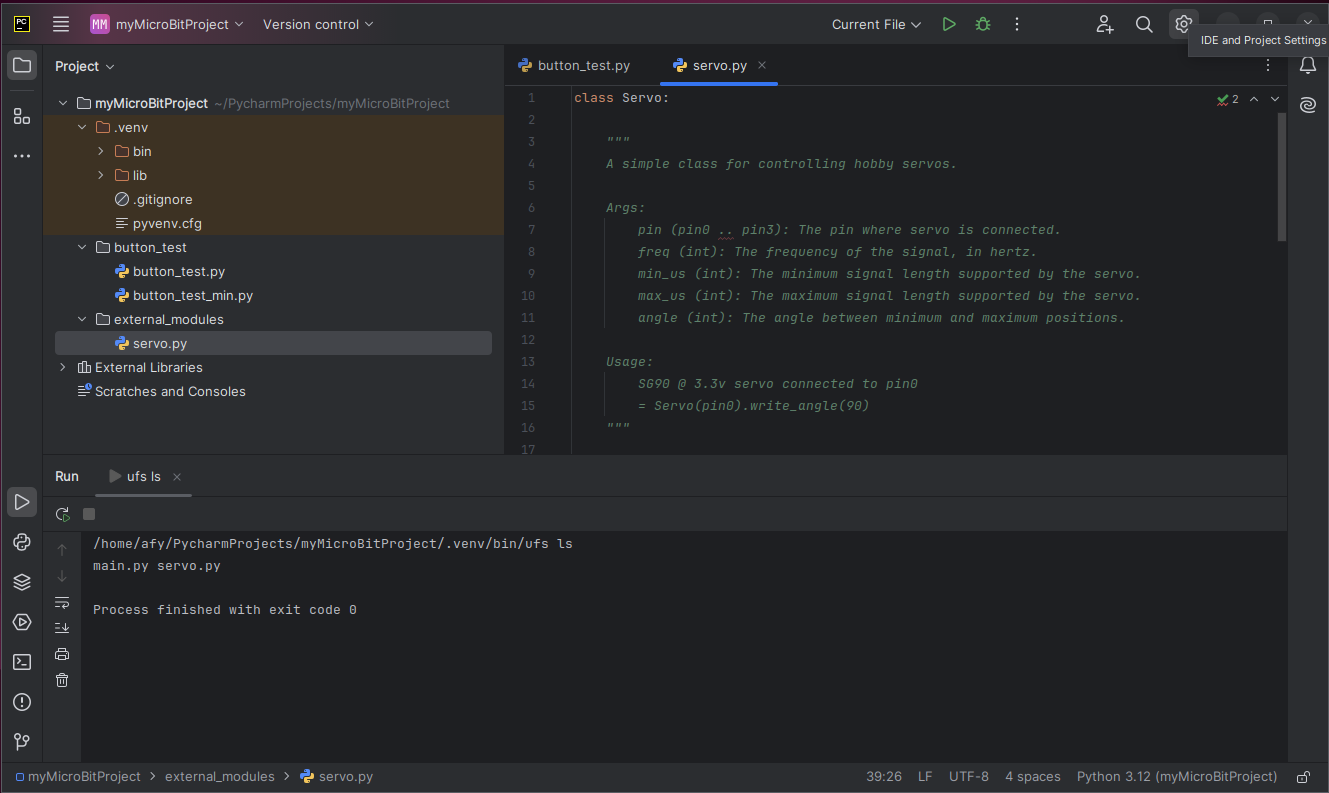 PC
MM myMicroBitProject
Version control
Current File
IDE and Project Settings
Project
button_test.py
servo.py
myMicroBitProject ~/PycharmProjects/myMicroBitProject
.venv
bin
lib
.gitignore
pyvenv.cfg
button_test
button_test.py
button_test_min.py
external_modules
servo.py
External Libraries
Scratches and Consoles
2
1 class Servo:
2
3 """
4 A simple class for controlling hobby servos.
5
6 Args:
7 pin (pin0 .. pin3): The pin where servo is connected.
8 freq (int): The frequency of the signal, in hertz.
9 min_us (int): The minimum signal length supported by the servo.
10 max_us (int): The maximum signal length supported by the servo.
11 angle (int): The angle between minimum and maximum positions.
12
13 Usage:
14 SG90 @ 3.3v servo connected to pin0
15 = Servo(pin0).write_angle(90)
16 """
17
Run
ufs ls
/home/afy/PycharmProjects/myMicroBitProject/.venv/bin/ufs ls
main.py servo.py
Process finished with exit code 0
myMicroBitProject > external_modules > servo.py
39:26 LF UTF-8 4 spaces Python 3.12 (myMicroBitProject)